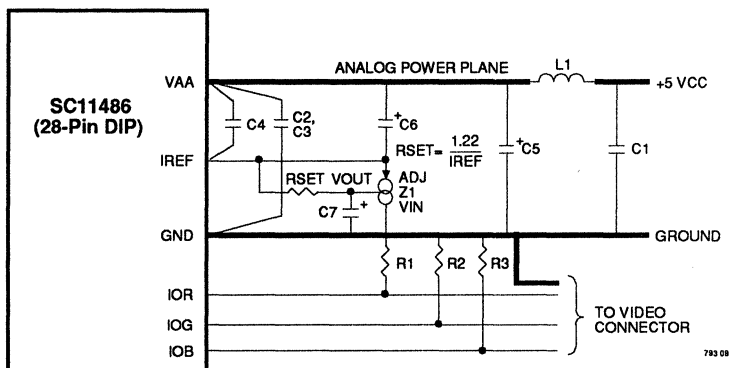 ANALOG POWER PLANE
L1
VAA
+5 VCC
SC11486
(28-Pin DIP)
C4
C2,
C3
+
C6
+
C5
C1
IREF
RSET= 1.22
IREF
RSET VOUT
ADJ
Z1
VIN
C7
+
GND
GROUND
R1
R2
R3
IOR
IOG
IOB
TO VIDEO
CONNECTOR
793 09